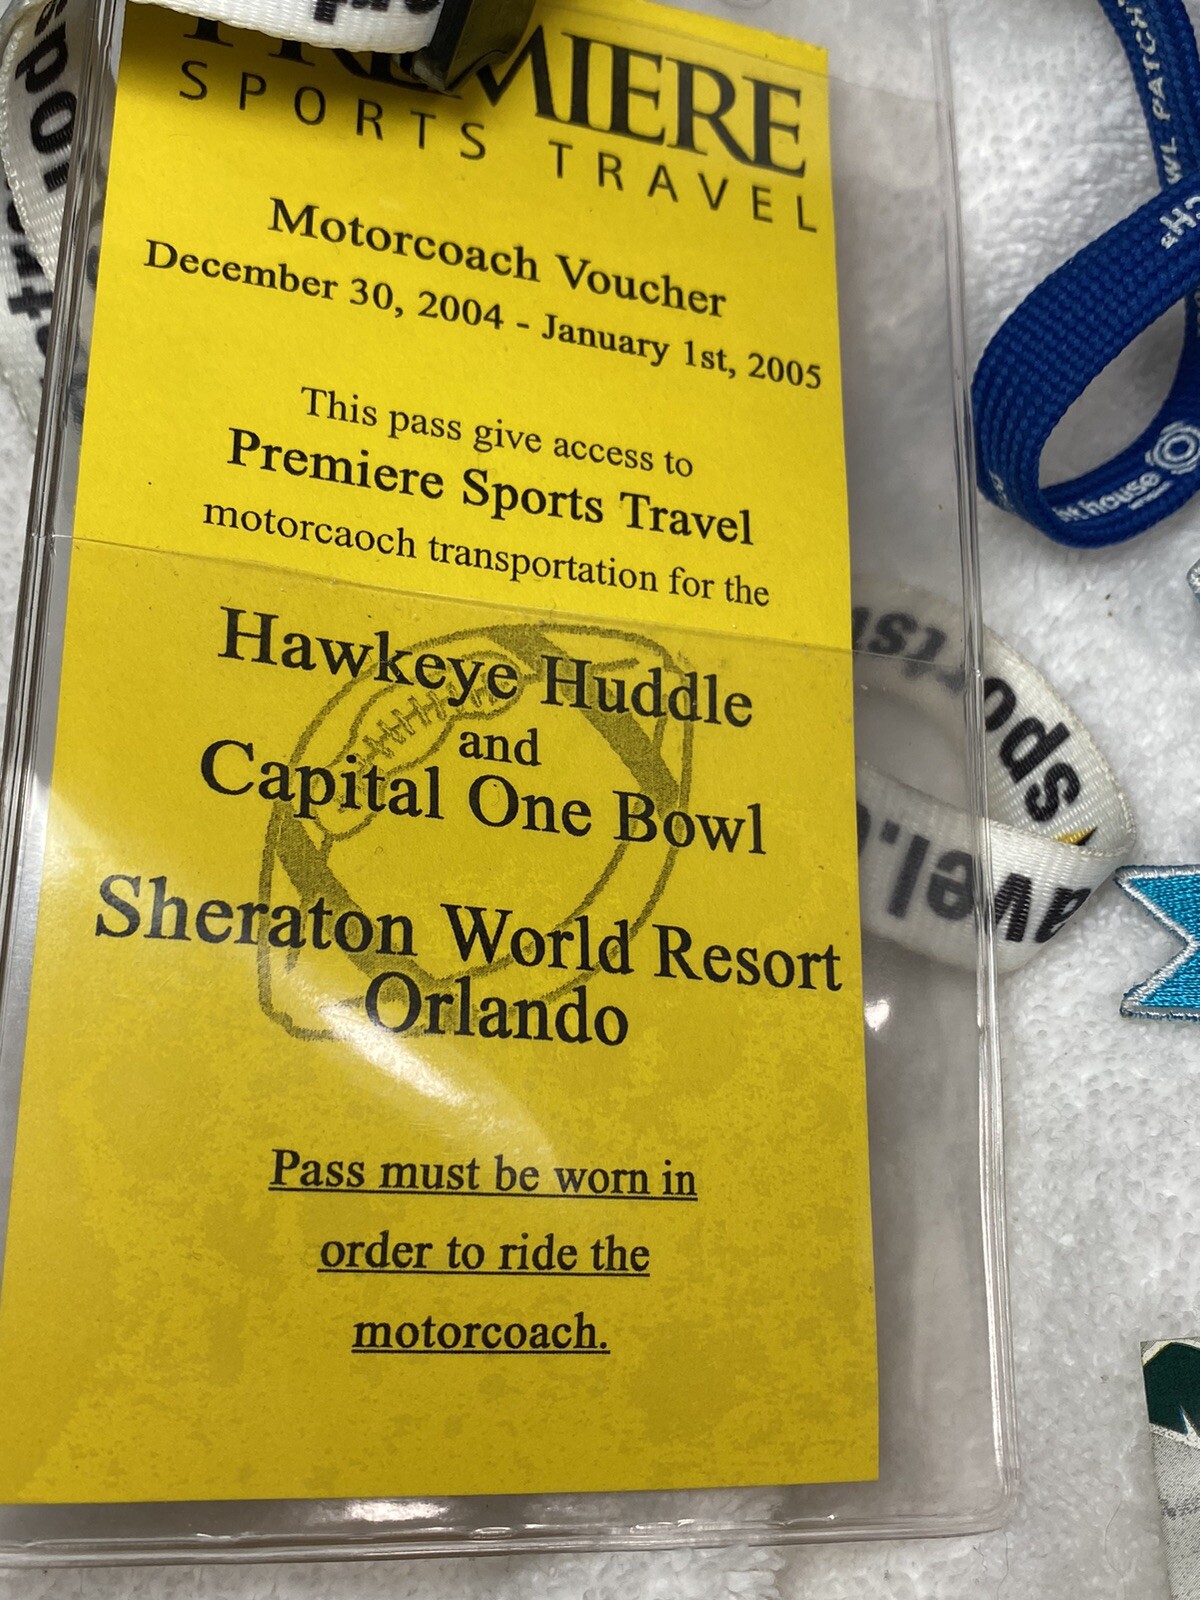 PREMIERE
SPORTS TRAVEL
Motorcoach Voucher
December 30, 2004 - January 1st, 2005
This pass give access to
Premiere Sports Travel
motorcaoch transportation for the
Hawkeye Huddle
and
Capital One Bowl
Sheraton World Resort
Orlando
Pass must be worn in
order to ride the
motorcoach.